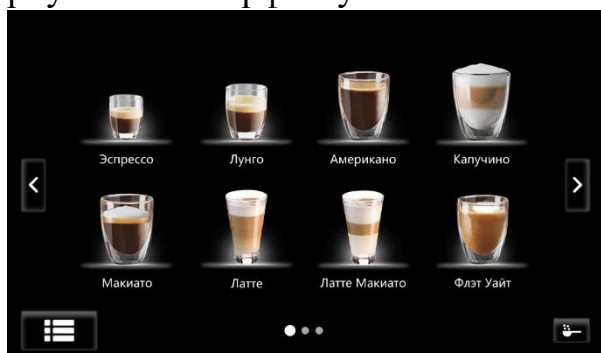 Эспрессо
Лунго
Американо
Капучино
Макиато
Латте
Латте Макиато
Флэт Уайт